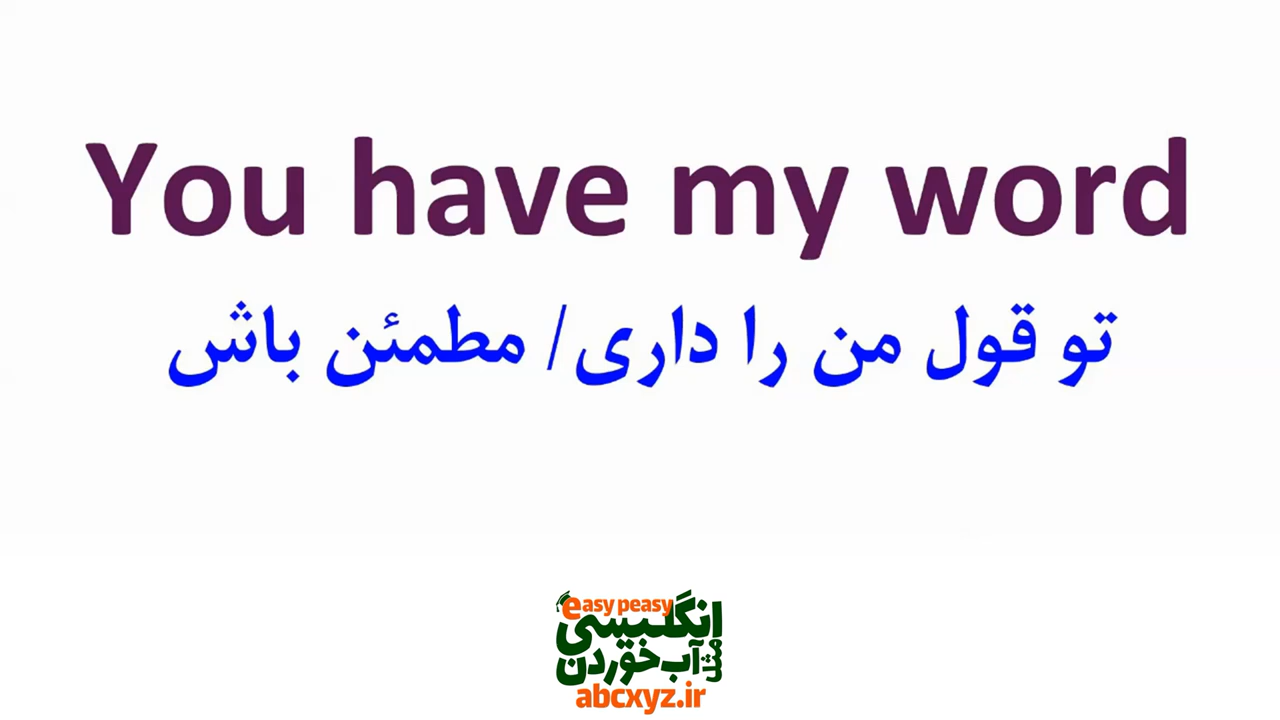 You have my word
تو قول من را داری/ مطمئن باش
easy peasy
انگلیسی
مثل آب خوردن
abcxyz.ir